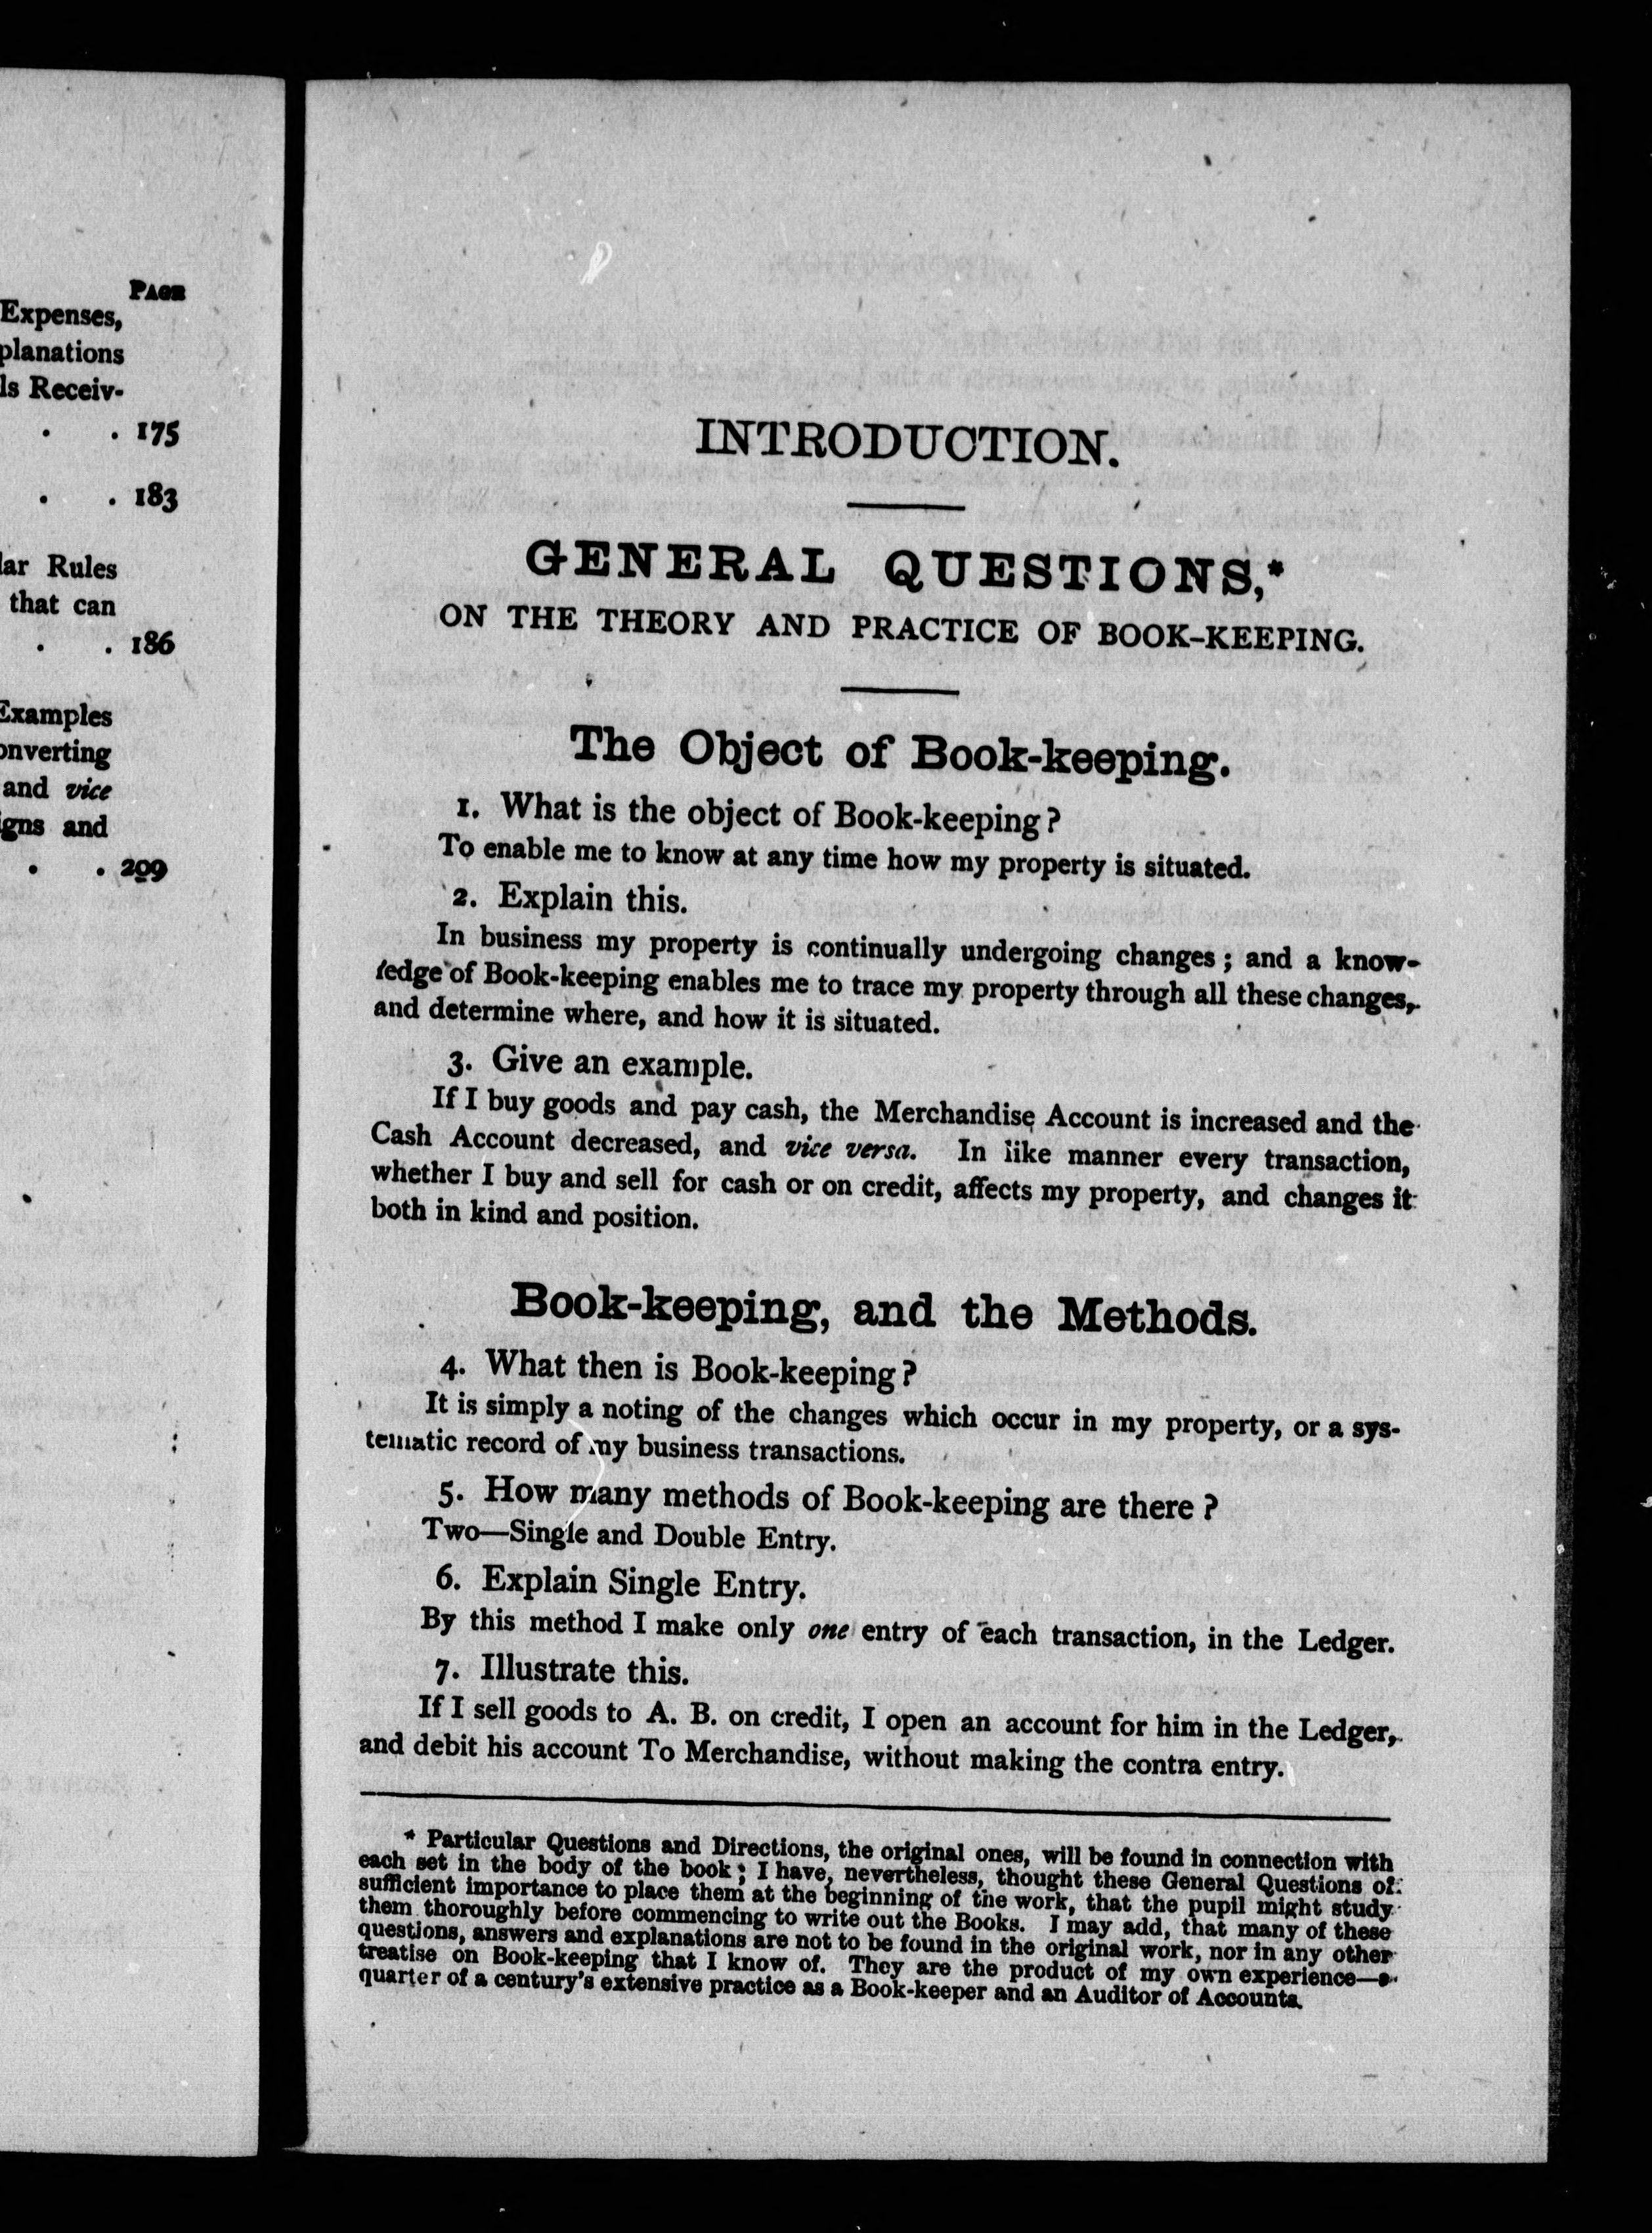 PAGE
Expenses,
planations
ls Receiv-
. . 175
. . 183
lar Rules
that can
. . 186
Examples
onverting
and vice
igns and
. . 209
INTRODUCTION.
GENERAL QUESTIONS,*
ON THE THEORY AND PRACTICE OF BOOK-KEEPING.
The Object of Book-keeping.
1. What is the object of Book-keeping?
To enable me to know at any time how my property is situated.
2. Explain this.
In business my property is continually undergoing changes; and a know-
ledge of Book-keeping enables me to trace my property through all these changes,
and determine where, and how it is situated.
3. Give an example.
If I buy goods and pay cash, the Merchandise Account is increased and the
Cash Account decreased, and vice versa. In like manner every transaction,
whether I buy and sell for cash or on credit, affects my property, and changes it
both in kind and position.
Book-keeping, and the Methods.
4. What then is Book-keeping?
It is simply a noting of the changes which occur in my property, or a sys-
tematic record of my business transactions.
5. How many methods of Book-keeping are there?
Two—Single and Double Entry.
6. Explain Single Entry.
By this method I make only one entry of each transaction, in the Ledger.
7. Illustrate this.
If I sell goods to A. B. on credit, I open an account for him in the Ledger,
and debit his account To Merchandise, without making the contra entry.
* Particular Questions and Directions, the original ones, will be found in connection with
each set in the body of the book; I have, nevertheless, thought these General Questions of
sufficient importance to place them at the beginning of the work, that the pupil might study
them thoroughly before commencing to write out the Books. I may add, that many of these
questions, answers and explanations are not to be found in the original work, nor in any other
treatise on Book-keeping that I know of. They are the product of my own experience—a
quarter of a century's extensive practice as a Book-keeper and an Auditor of Accounts.